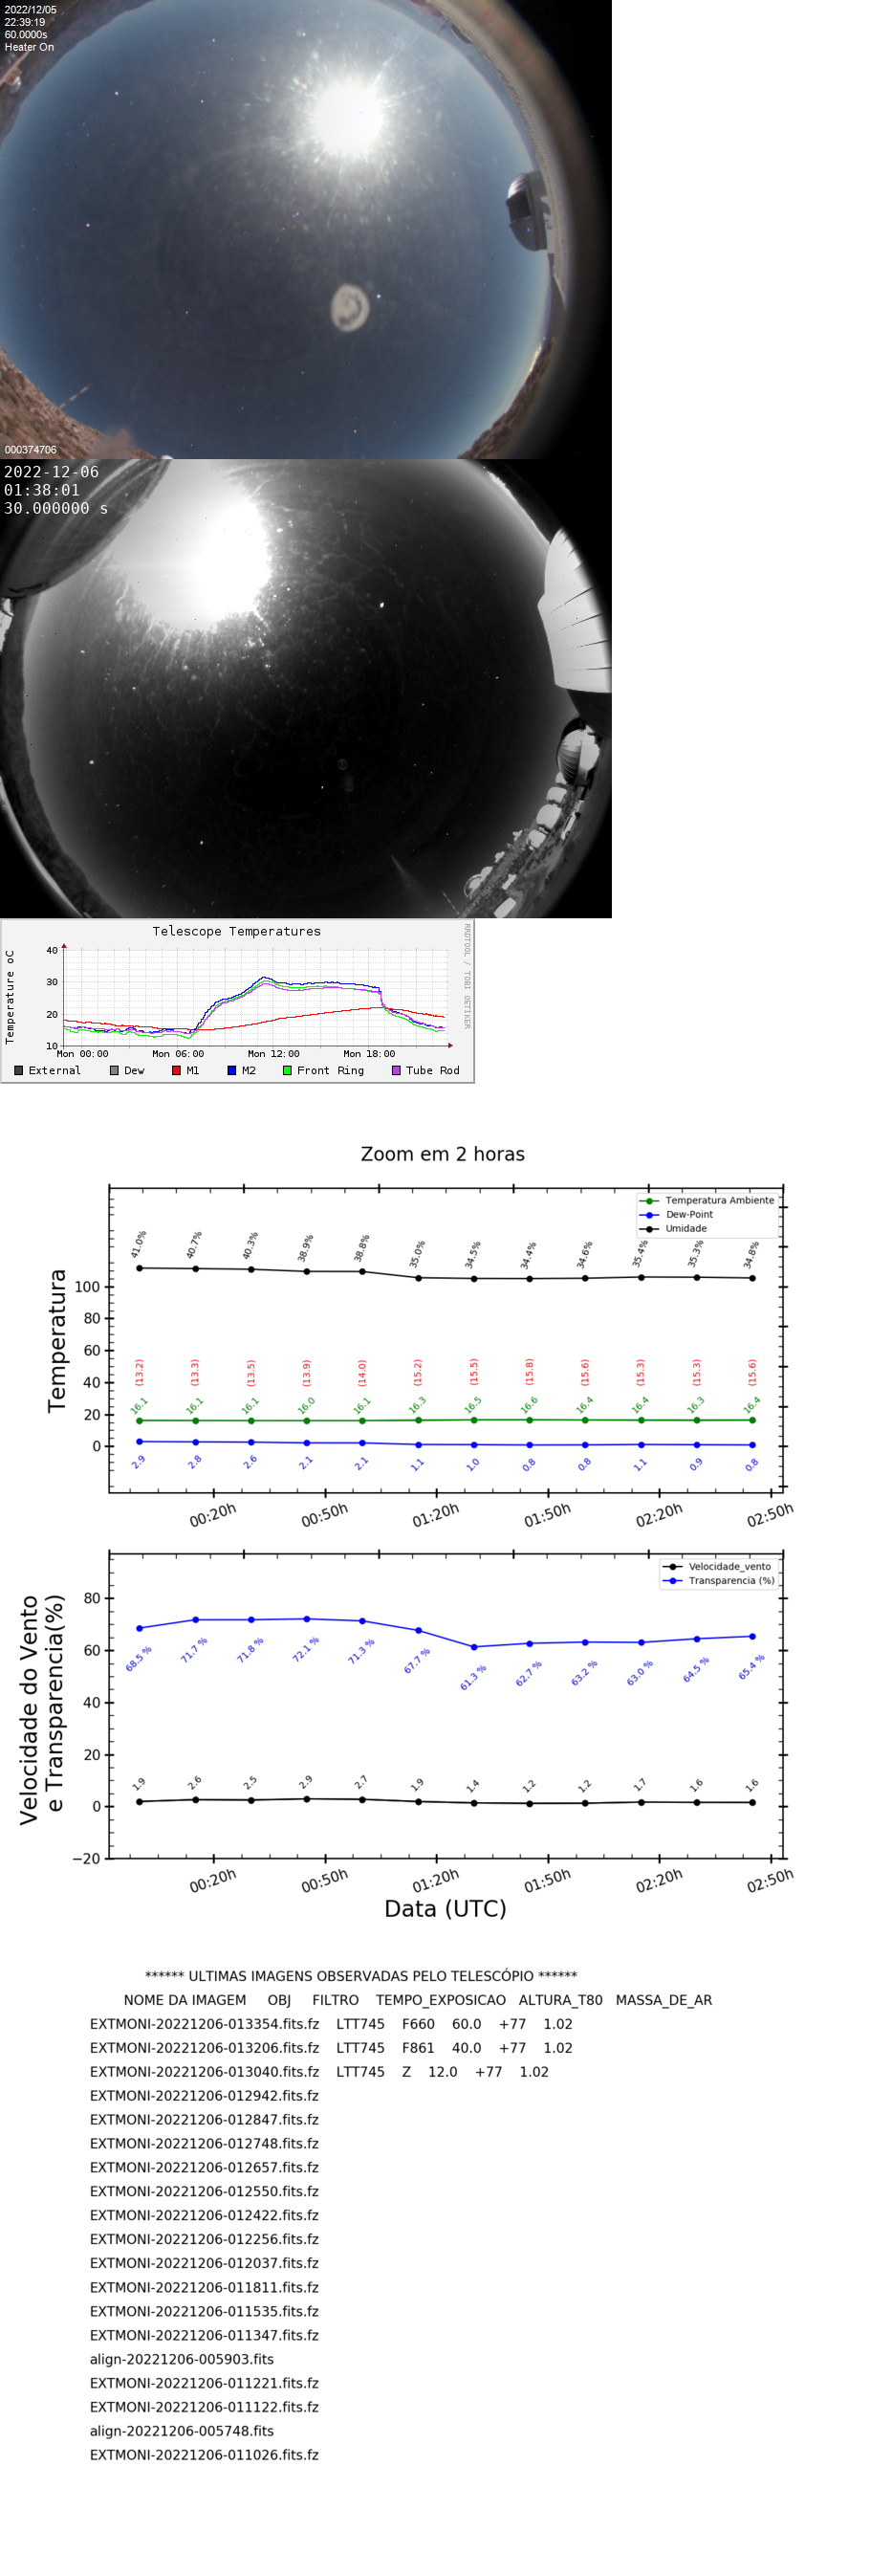 2022/12/05
22:39:19
60.0000s
Heater On
000374706
2022-12-06
01:38:01
30.000000 s
Telescope Temperatures
RRDTOOL / TOBI OETIKER
Temperature oC
40
30
20
10
Mon 00:00 Mon 06:00 Mon 12:00 Mon 18:00
External Dew M1 M2 Front Ring Tube Rod
Zoom em 2 horas
Temperatura Ambiente
Dew-Point
Umidade
Temperatura
41.0% 40.7% 40.3% 38.9% 38.8% 35.0% 34.5% 34.4% 34.6% 35.4% 35.3% 34.8%
100
80
60
40
20
0
(13.2) (13.3) (13.5) (13.9) (14.0) (15.2) (15.5) (15.8) (15.6) (15.3) (15.3) (15.6)
16.1 16.1 16.1 16.0 16.1 16.3 16.5 16.6 16.4 16.4 16.3 16.4
2.9 2.8 2.6 2.1 2.1 1.1 1.0 0.8 0.8 1.1 0.9 0.8
00:20h 00:50h 01:20h 01:50h 02:20h 02:50h
Velocidade_vento
Transparencia (%)
Velocidade do Vento
e Transparencia(%)
80
60
40
20
0
−20
68.5 % 71.7 % 71.8 % 72.1 % 71.3 % 67.7 % 61.3 % 62.7 % 63.2 % 63.0 % 64.5 % 65.4 %
1.9 2.6 2.5 2.9 2.7 1.9 1.4 1.2 1.2 1.7 1.6 1.6
00:20h 00:50h 01:20h 01:50h 02:20h 02:50h
Data (UTC)
****** ULTIMAS IMAGENS OBSERVADAS PELO TELESCÓPIO ******
NOME DA IMAGEM OBJ FILTRO TEMPO_EXPOSICAO ALTURA_T80 MASSA_DE_AR
EXTMONI-20221206-013354.fits.fz LTT745 F660 60.0 +77 1.02
EXTMONI-20221206-013206.fits.fz LTT745 F861 40.0 +77 1.02
EXTMONI-20221206-013040.fits.fz LTT745 Z 12.0 +77 1.02
EXTMONI-20221206-012942.fits.fz
EXTMONI-20221206-012847.fits.fz
EXTMONI-20221206-012748.fits.fz
EXTMONI-20221206-012657.fits.fz
EXTMONI-20221206-012550.fits.fz
EXTMONI-20221206-012422.fits.fz
EXTMONI-20221206-012256.fits.fz
EXTMONI-20221206-012037.fits.fz
EXTMONI-20221206-011811.fits.fz
EXTMONI-20221206-011535.fits.fz
EXTMONI-20221206-011347.fits.fz
align-20221206-005903.fits
EXTMONI-20221206-011221.fits.fz
EXTMONI-20221206-011122.fits.fz
align-20221206-005748.fits
EXTMONI-20221206-011026.fits.fz